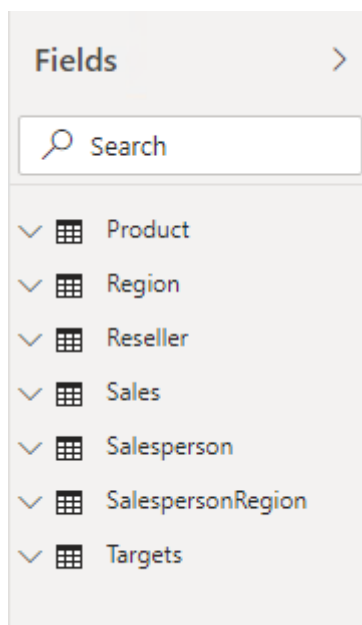 Fields
Search
Product
Region
Reseller
Sales
Salesperson
SalespersonRegion
Targets